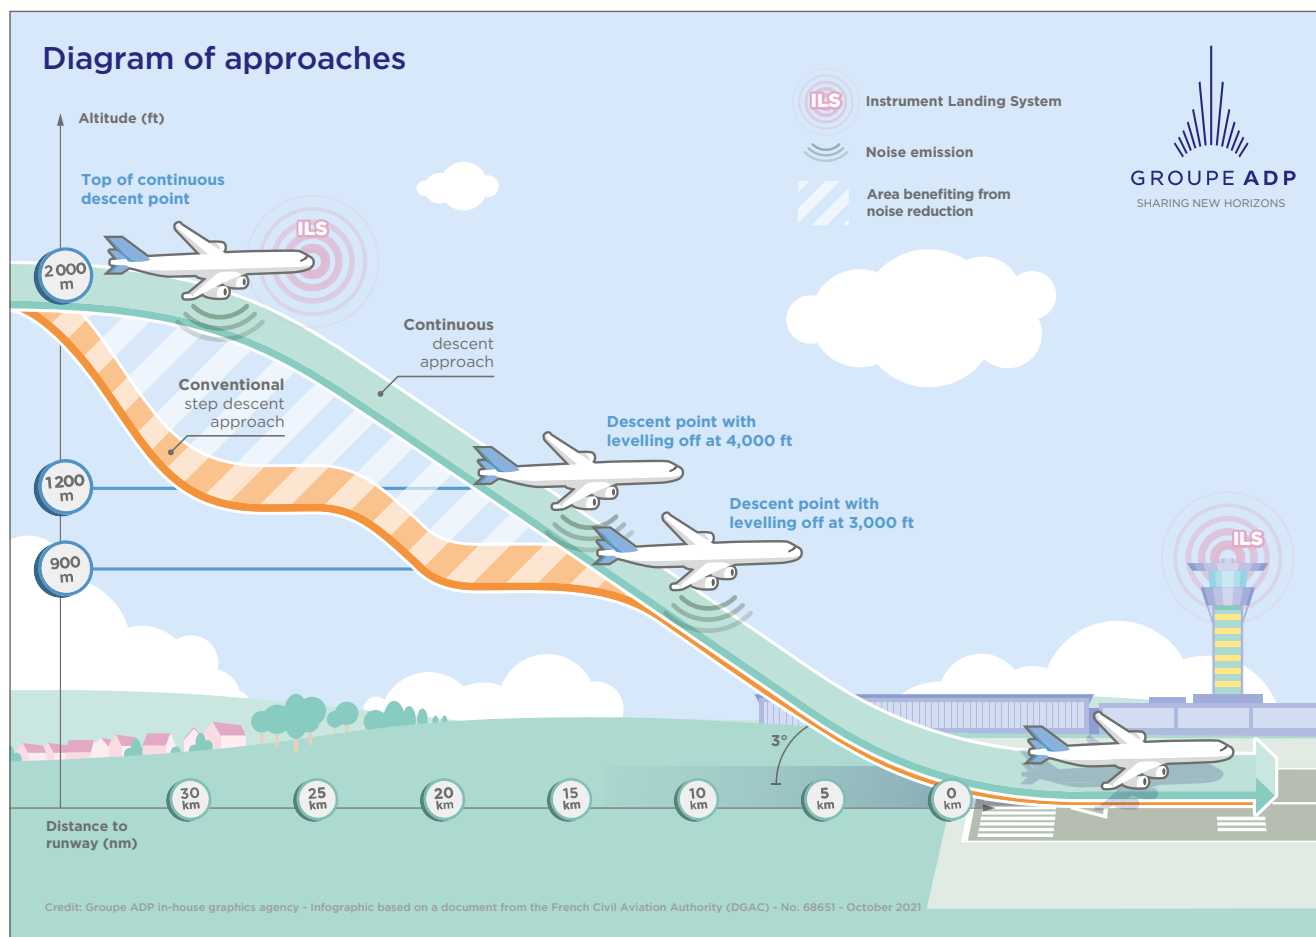 Diagram of approaches
Altitude (ft)
ILS
Instrument Landing System
Noise emission
Area benefiting from
noise reduction
GROUPE ADP
SHARING NEW HORIZONS
Top of continuous
descent point
ILS
2 000
m
Continuous
descent
approach
Conventional
step descent
approach
Descent point with
levelling off at 4,000 ft
1200
m
Descent point with
levelling off at 3,000 ft
900
m
ILS
3°
30
km
25
km
20
km
15
km
10
km
5
km
0
km
Distance to
runway (nm)
Credit: Groupe ADP in-house graphics agency - Infographic based on a document from the French Civil Aviation Authority (DGAC) - No. 68651 - October 2021